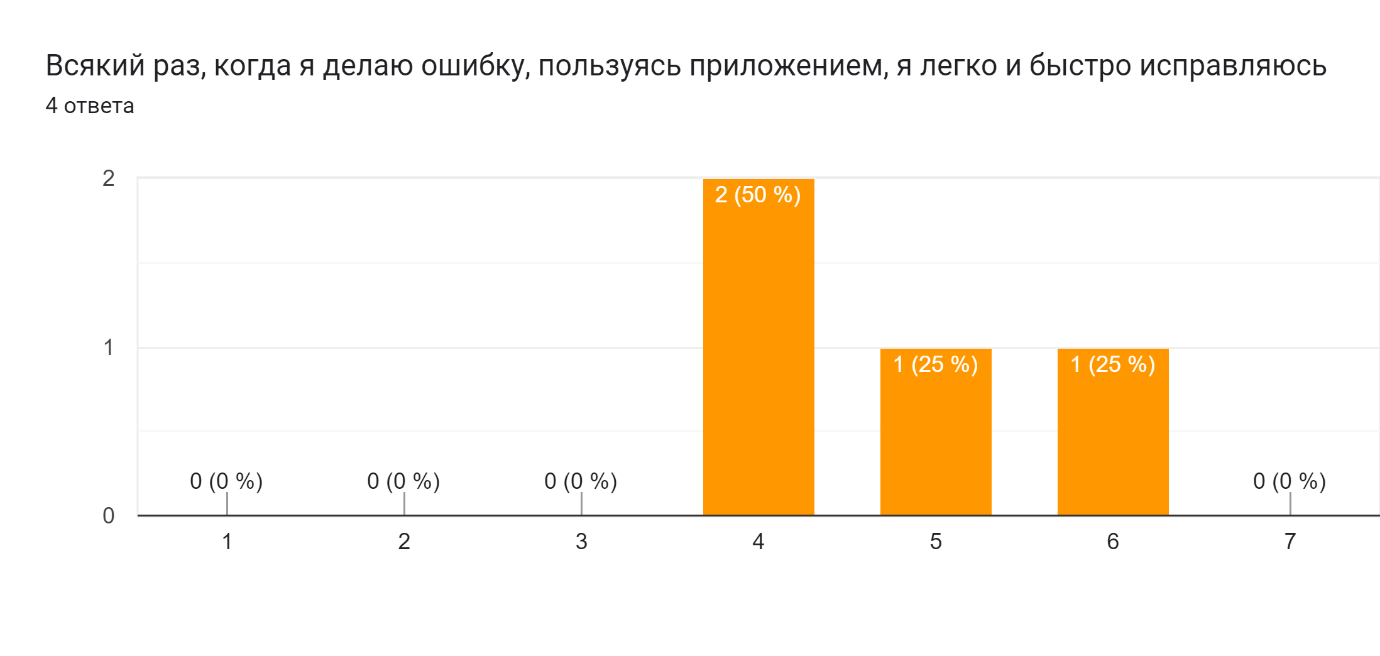 Всякий раз, когда я делаю ошибку, пользуясь приложением, я легко и быстро исправляюсь
4 ответа
2
2 (50 %)
1
1 (25 %)
1 (25 %)
0 (0 %)
0 (0 %)
0 (0 %)
0 (0 %)
0
1
2
3
4
5
6
7